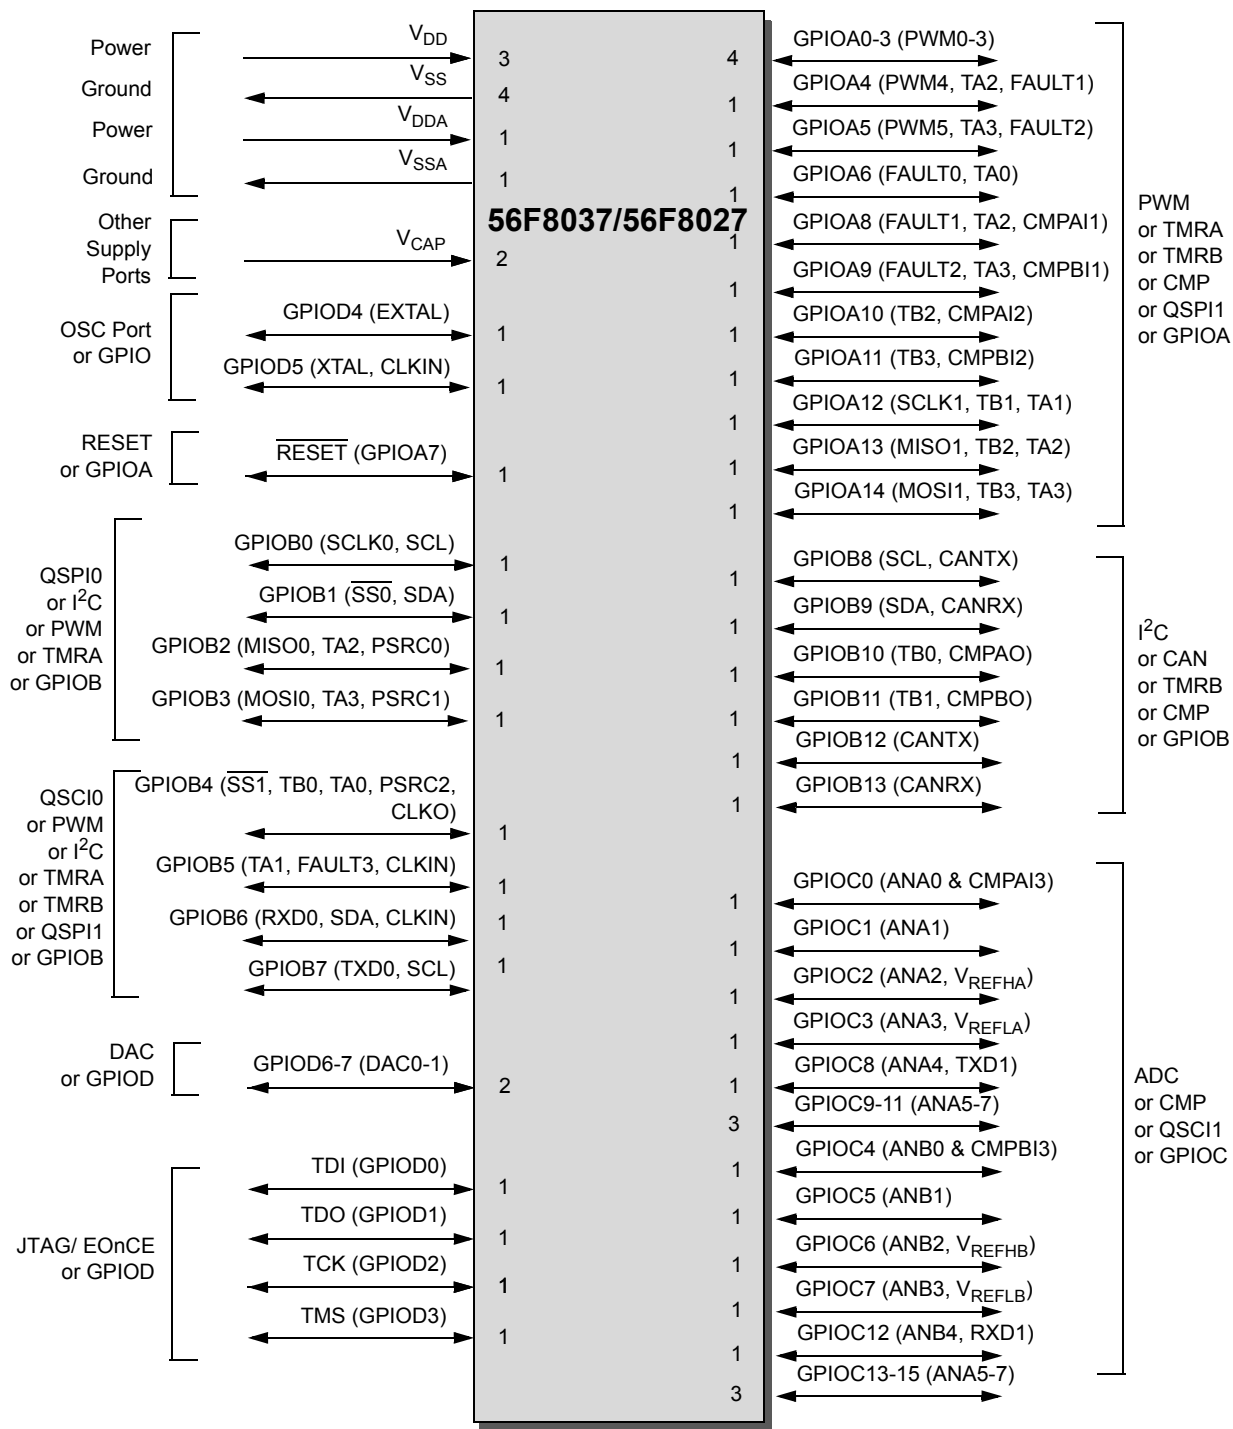 Power
Ground
Power
Ground
VDD
3
VSS
4
VDDA
1
VSSA
1
56F8037/56F8027
Other
Supply
Ports
VCAP
2
OSC Port
or GPIO
GPIOD4 (EXTAL)
1
GPIOD5 (XTAL, CLKIN)
1
RESET
or GPIOA
RESET (GPIOA7)
1
QSPI0
or I2C
or PWM
or TMRA
or GPIOB
GPIOB0 (SCLK0, SCL)
1
GPIOB1 (SS0, SDA)
1
GPIOB2 (MISO0, TA2, PSRC0)
1
GPIOB3 (MOSI0, TA3, PSRC1)
1
QSCI0
or PWM
or I2C
or TMRA
or TMRB
or QSPI1
or GPIOB
GPIOB4 (SS1, TB0, TA0, PSRC2,
CLKO)
1
GPIOB5 (TA1, FAULT3, CLKIN)
1
GPIOB6 (RXD0, SDA, CLKIN)
1
GPIOB7 (TXD0, SCL)
1
DAC
or GPIOD
GPIOD6-7 (DAC0-1)
2
JTAG/ EOnCE
or GPIOD
TDI (GPIOD0)
1
TDO (GPIOD1)
1
TCK (GPIOD2)
1
TMS (GPIOD3)
1
GPIOA0-3 (PWM0-3)
4
GPIOA4 (PWM4, TA2, FAULT1)
1
GPIOA5 (PWM5, TA3, FAULT2)
1
GPIOA6 (FAULT0, TA0)
1
GPIOA8 (FAULT1, TA2, CMPAI1)
1
GPIOA9 (FAULT2, TA3, CMPBI1)
1
GPIOA10 (TB2, CMPAI2)
1
GPIOA11 (TB3, CMPBI2)
1
GPIOA12 (SCLK1, TB1, TA1)
1
GPIOA13 (MISO1, TB2, TA2)
1
GPIOA14 (MOSI1, TB3, TA3)
1
PWM
or TMRA
or TMRB
or CMP
or QSPI1
or GPIOA
GPIOB8 (SCL, CANTX)
1
GPIOB9 (SDA, CANRX)
1
GPIOB10 (TB0, CMPAO)
1
GPIOB11 (TB1, CMPBO)
1
GPIOB12 (CANTX)
1
GPIOB13 (CANRX)
1
I2C
or CAN
or TMRB
or CMP
or GPIOB
GPIOC0 (ANA0 & CMPAI3)
1
GPIOC1 (ANA1)
1
GPIOC2 (ANA2, VREFHA)
1
GPIOC3 (ANA3, VREFLA)
1
GPIOC8 (ANA4, TXD1)
1
GPIOC9-11 (ANA5-7)
3
GPIOC4 (ANB0 & CMPBI3)
1
GPIOC5 (ANB1)
1
GPIOC6 (ANB2, VREFHB)
1
GPIOC7 (ANB3, VREFLB)
1
GPIOC12 (ANB4, RXD1)
1
GPIOC13-15 (ANA5-7)
3
ADC
or CMP
or QSCI1
or GPIOC